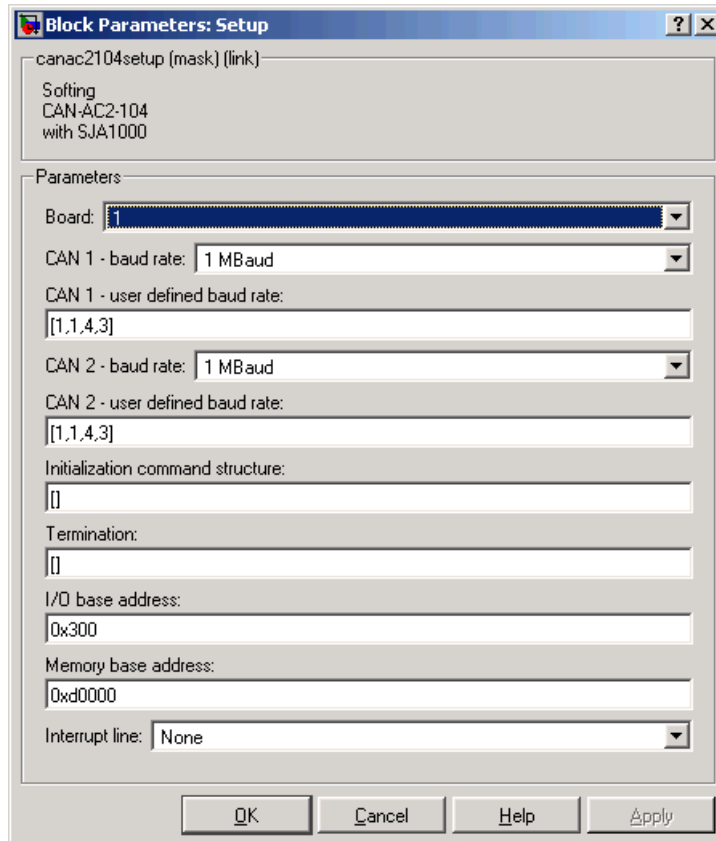 Block Parameters: Setup
canac2104setup (mask) (link)
Softing
CAN-AC2-104
with SJA1000
Parameters
Board: 1
CAN 1 - baud rate: 1 MBaud
CAN 1 - user defined baud rate:
[1,1,4,3]
CAN 2 - baud rate: 1 MBaud
CAN 2 - user defined baud rate:
[1,1,4,3]
Initialization command structure:
[]
Termination:
[]
I/O base address:
0x300
Memory base address:
0xd0000
Interrupt line: None
OK Cancel Help Apply